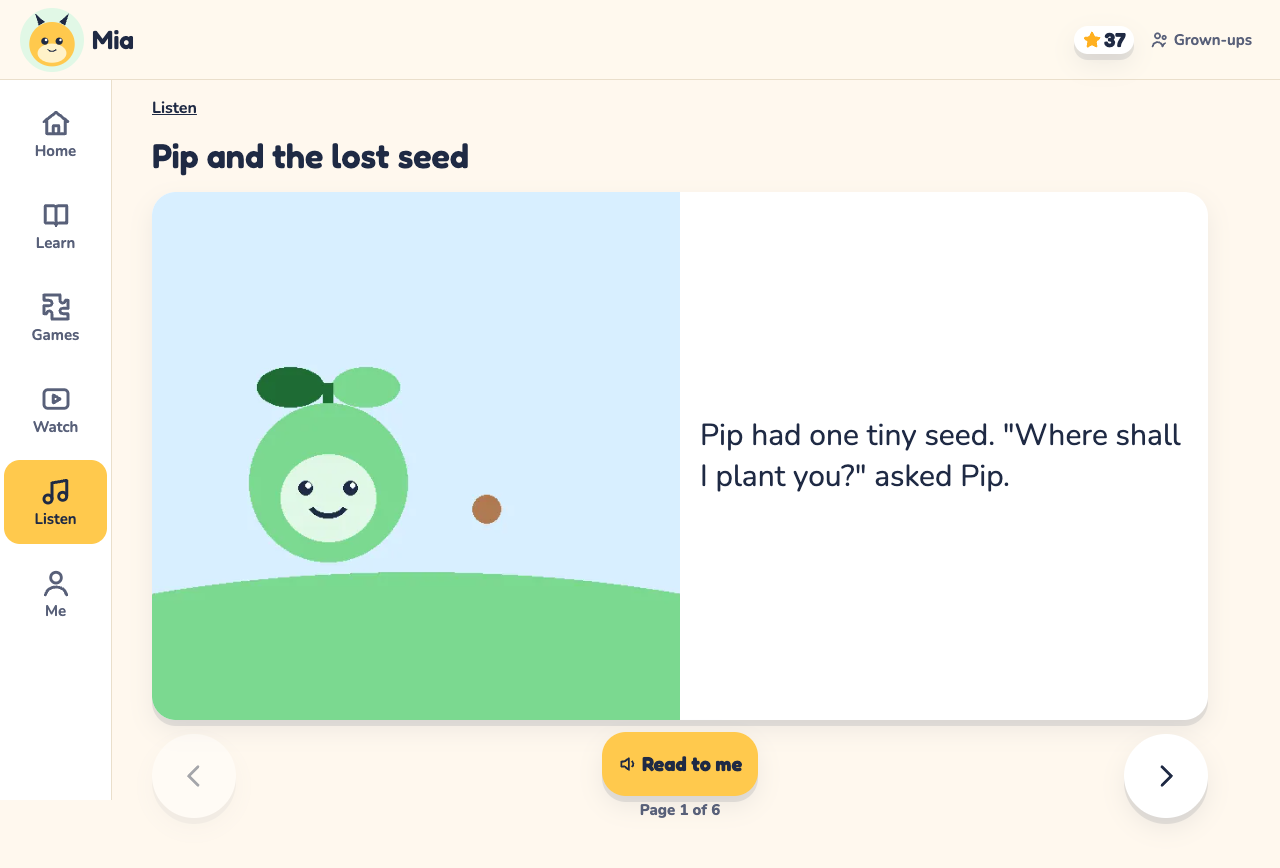 Mia
37
Grown-ups
Home
Learn
Games
Watch
Listen
Me
Listen
Pip and the lost seed
Pip had one tiny seed. "Where shall
I plant you?" asked Pip.
Read to me
Page 1 of 6